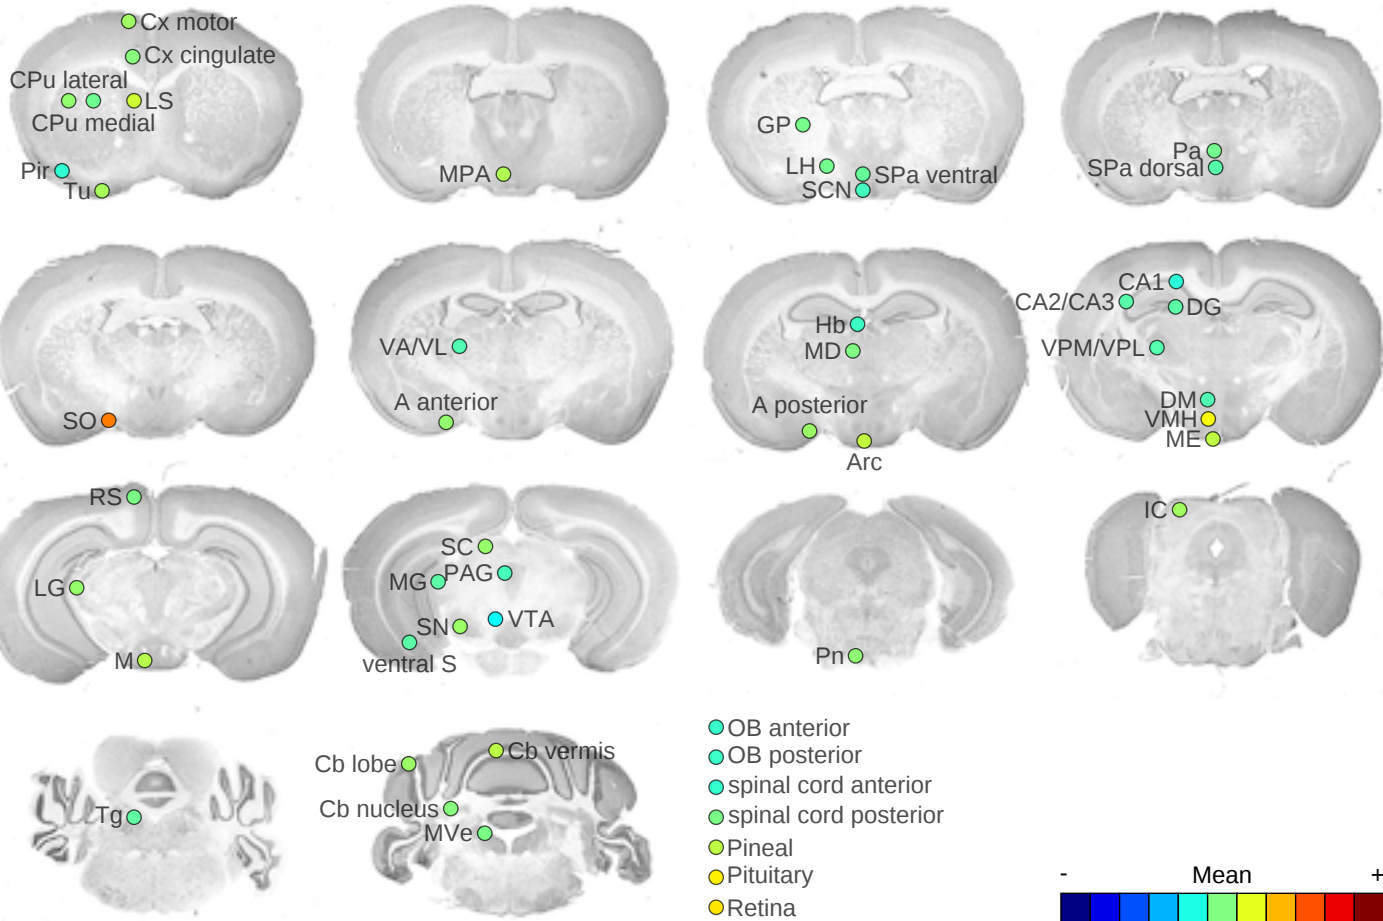 Cx motor
Cx cingulate
CPu lateral
LS
CPu medial
Pir
Tu
MPA
GP
LH
SPa ventral
SCN
Pa
SPa dorsal
SO
VA/VL
A anterior
Hb
MD
A posterior
Arc
CA1
CA2/CA3
DG
VPM/VPL
DM
VMH
ME
RS
LG
M
SC
MG
PAG
SN
VTA
ventral S
Pn
IC
Tg
Cb lobe
Cb vermis
Cb nucleus
MVe
OB anterior
OB posterior
spinal cord anterior
spinal cord posterior
Pineal
Pituitary
Retina
- Mean +